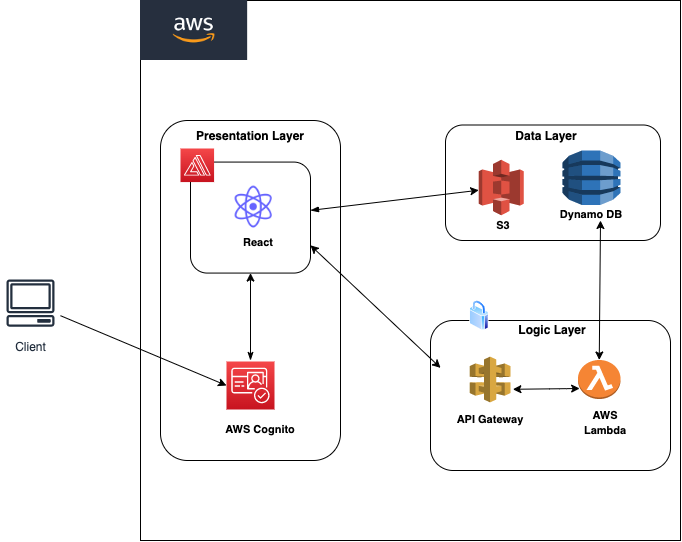 aws
Presentation Layer
Data Layer
React
S3
Dynamo DB
Client
Logic Layer
AWS Cognito
API Gateway
AWS
Lambda